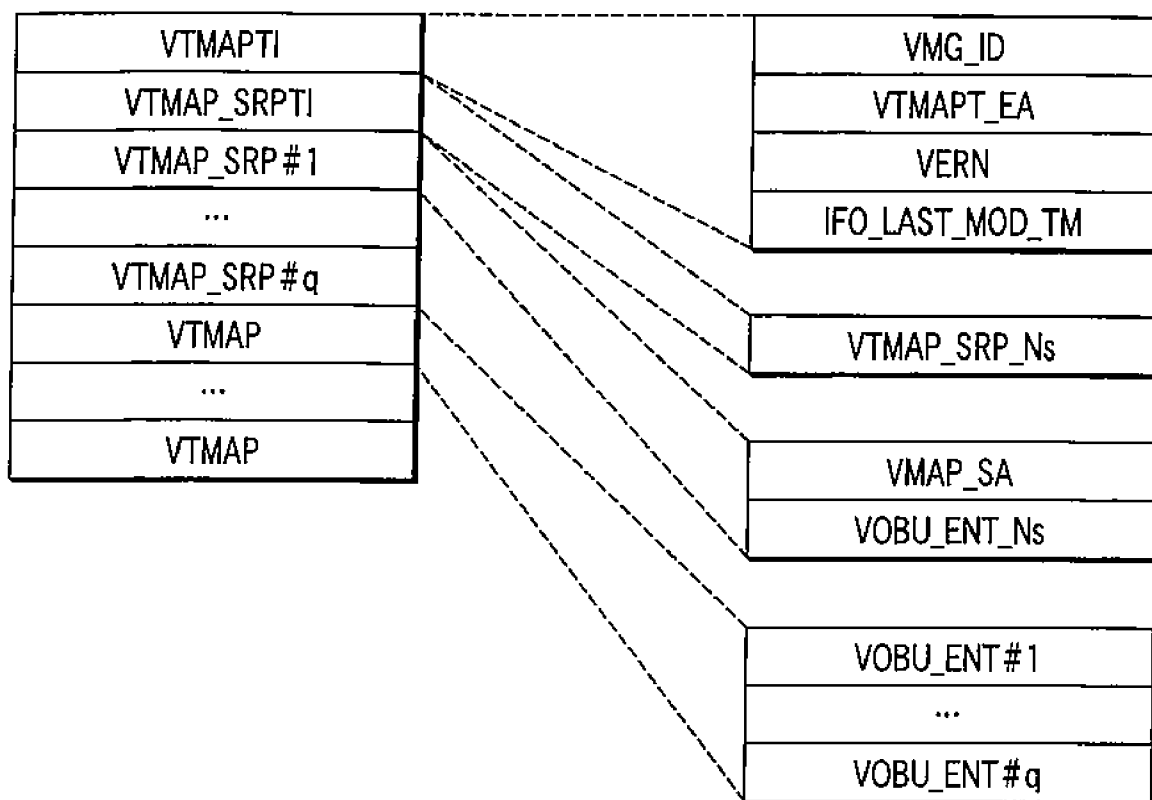 VTMAPTI
VTMAP_SRPTI
VTMAP_SRP#1
...
VTMAP_SRP#q
VTMAP
...
VTMAP
VMG_ID
VTMAPT_EA
VERN
IFO_LAST_MOD_TM
VTMAP_SRP_Ns
VMAP_SA
VOBU_ENT_Ns
VOBU_ENT#1
...
VOBU_ENT#q